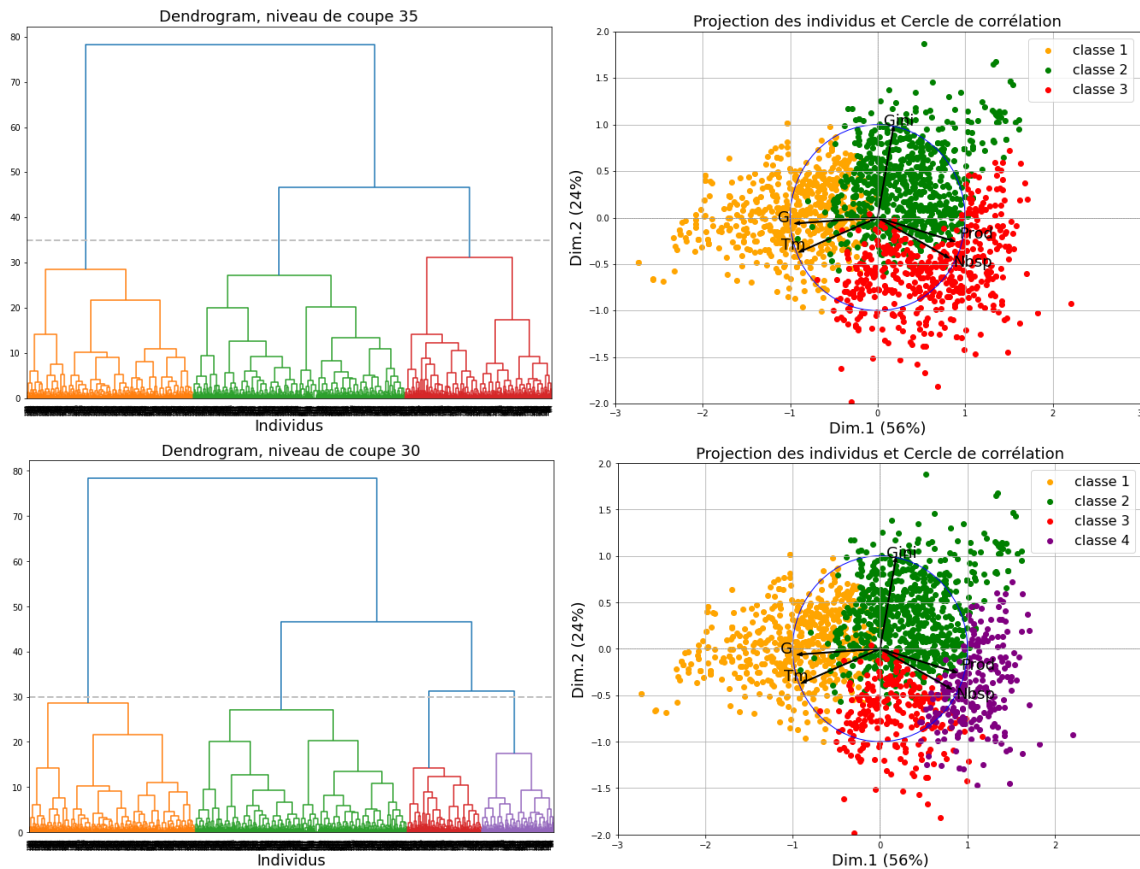 Dendrogram, niveau de coupe 35
80
70
60
50
40
30
20
10
0
Individus
Projection des individus et Cercle de corrélation
classe 1
classe 2
classe 3
2.0
1.5
1.0
0.5
0.0
−0.5
−1.0
−1.5
−2.0
Dim.2 (24%)
Gini
G
Tm
Prod
Nbsp
−3 −2 −1 0 1 2 3
Dim.1 (56%)
Dendrogram, niveau de coupe 30
80
70
60
50
40
30
20
10
0
Individus
Projection des individus et Cercle de corrélation
classe 1
classe 2
classe 3
classe 4
2.0
1.5
1.0
0.5
0.0
−0.5
−1.0
−1.5
−2.0
Dim.2 (24%)
Gini
G
Tm
Prod
Nbsp
−3 −2 −1 0 1 2
Dim.1 (56%)